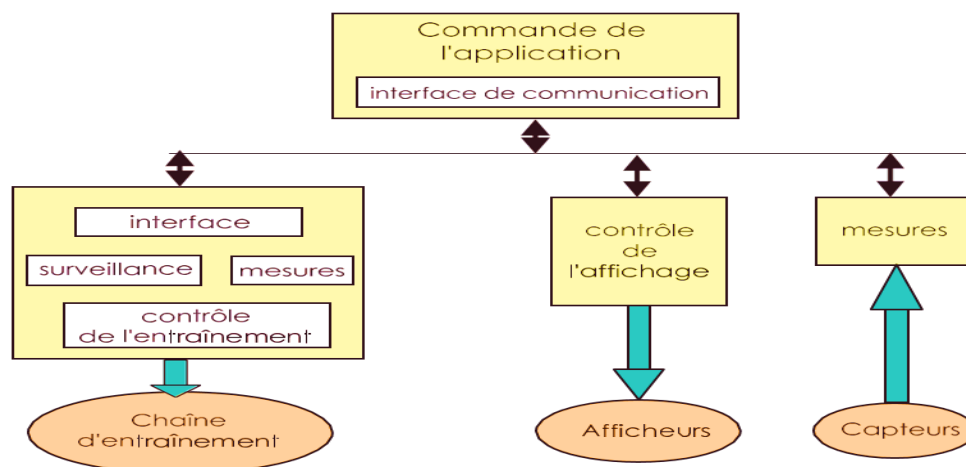 Commande de
l'application
interface de communication
interface
surveillance
mesures
contrôle
de l'entraînement
Chaîne
d'entraînement
contrôle
de
l'affichage
Afficheurs
mesures
Capteurs